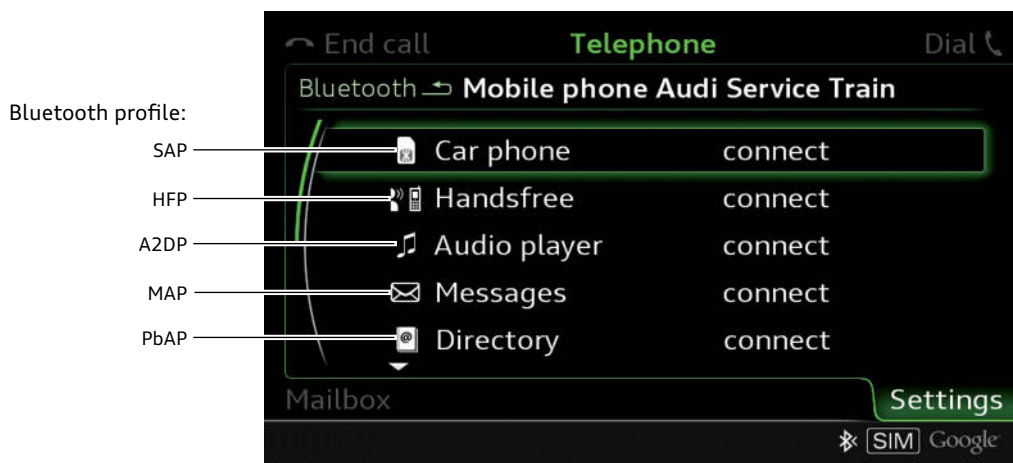 End call Telephone Dial
Bluetooth Mobile phone Audi Service Train
Bluetooth profile:
SAP Car phone connect
HFP Handsfree connect
A2DP Audio player connect
MAP Messages connect
PbAP Directory connect
Mailbox Settings
SIM Google